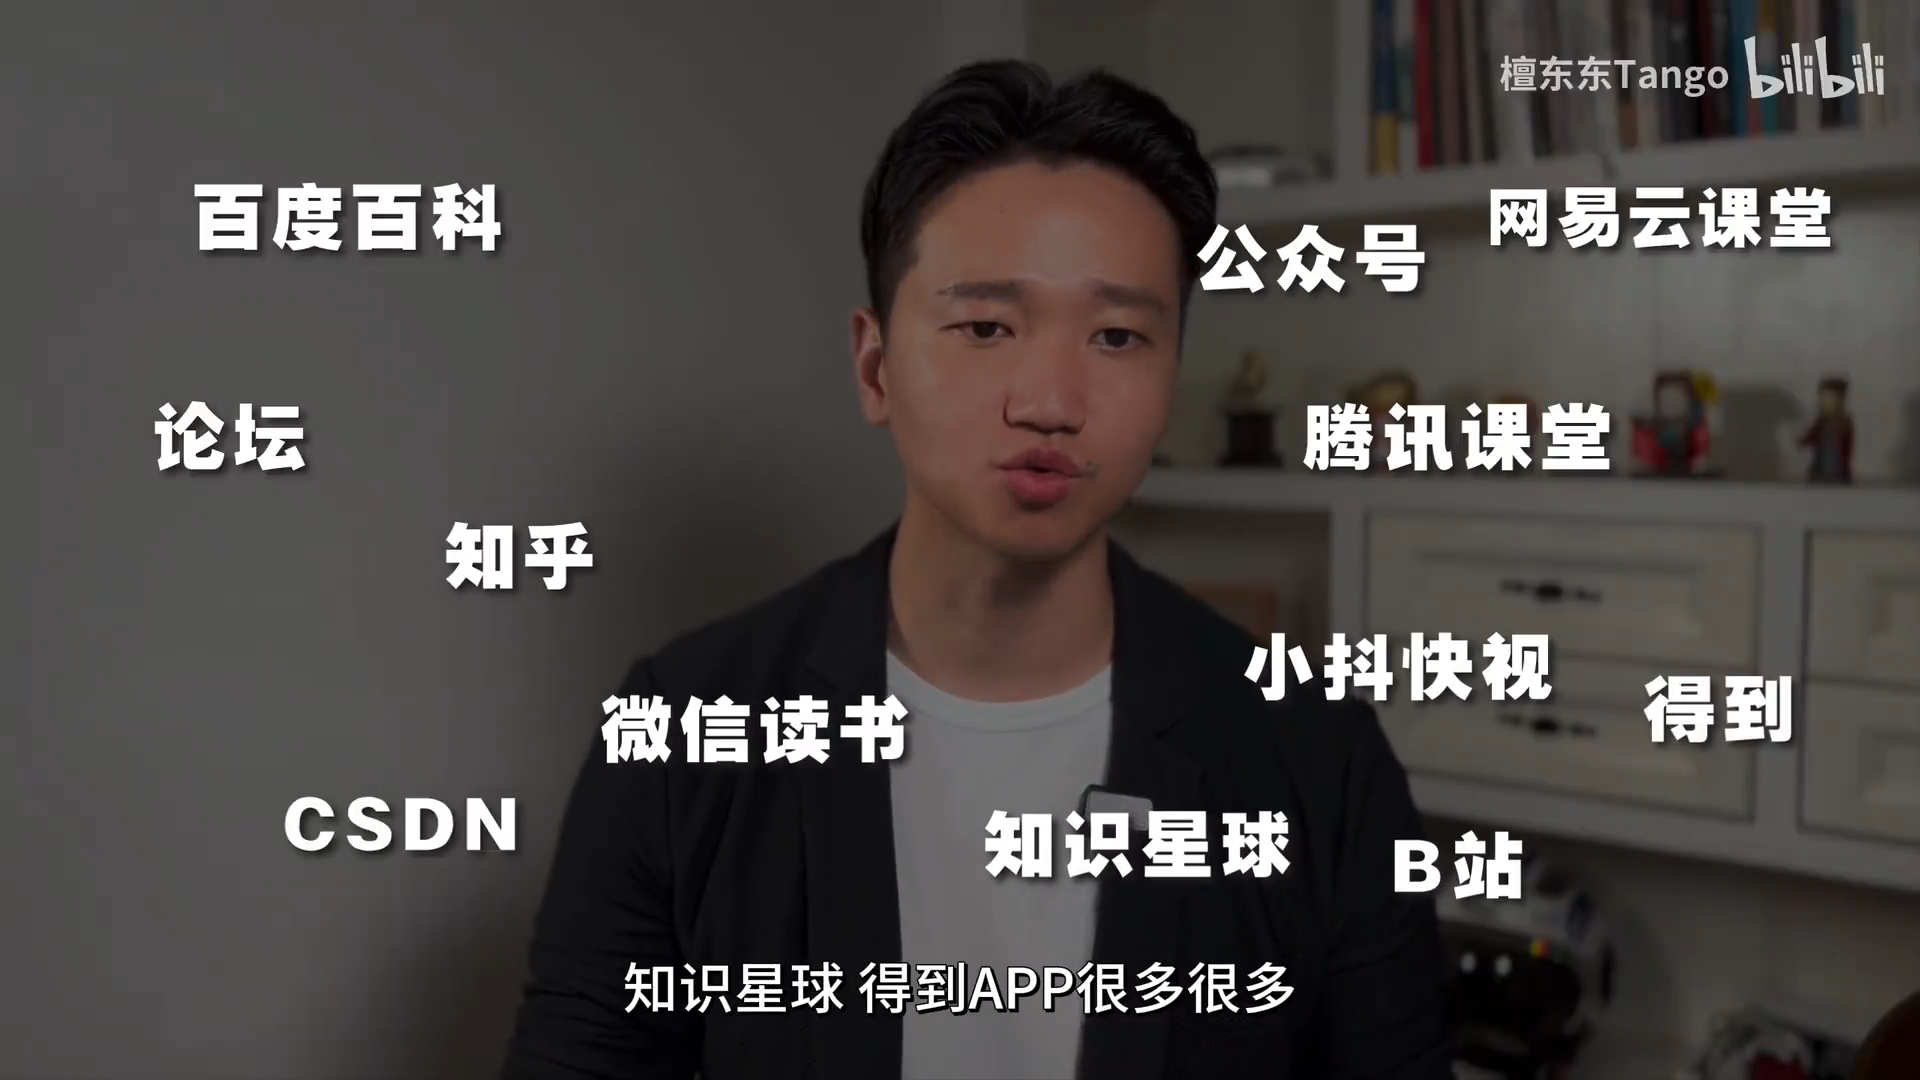 檀东东Tango bilibili
百度百科
网易云课堂
公众号
论坛
腾讯课堂
知乎
小抖快视
得到
微信读书
CSDN
知识星球
B站
知识星球 得到APP很多很多